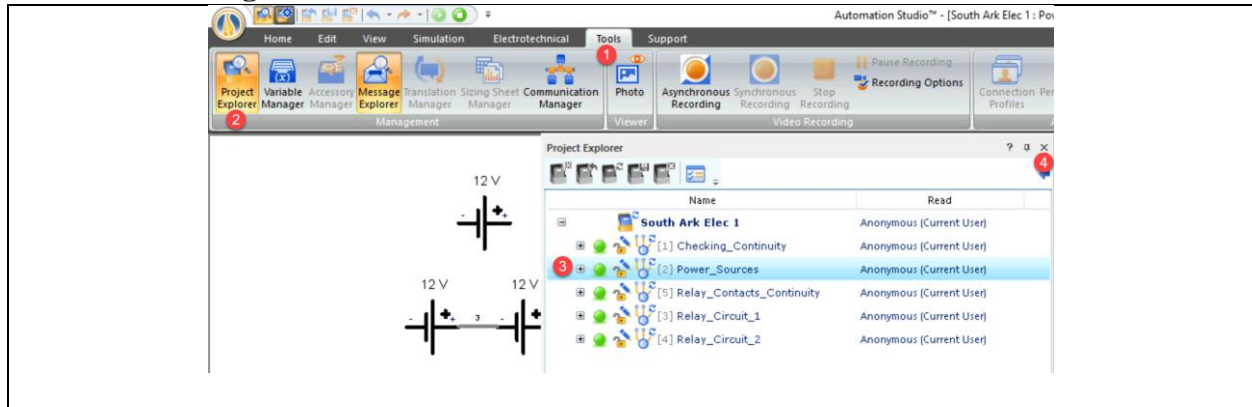 Automation Studio™ - [South Ark Elec 1 : Po
Home Edit View Simulation Electrotechnical Tools Support
1
Project Explorer
Variable Manager
Accessory Manager
Message Explorer
Translation Manager
Sizing Sheet Manager
Communication Manager
Photo
Asynchronous Recording
Synchronous Recording
Stop Recording
Pause Recording
Recording Options
Connection Profiles
2
Management
Viewer
Video Recording
Project Explorer
4
Name Read
South Ark Elec 1 Anonymous (Current User)
[1] Checking_Continuity Anonymous (Current User)
3 [2] Power_Sources Anonymous (Current User)
[5] Relay_Contacts_Continuity Anonymous (Current User)
[3] Relay_Circuit_1 Anonymous (Current User)
[4] Relay_Circuit_2 Anonymous (Current User)
12 V
- +
12 V 12 V
- + 3 - +